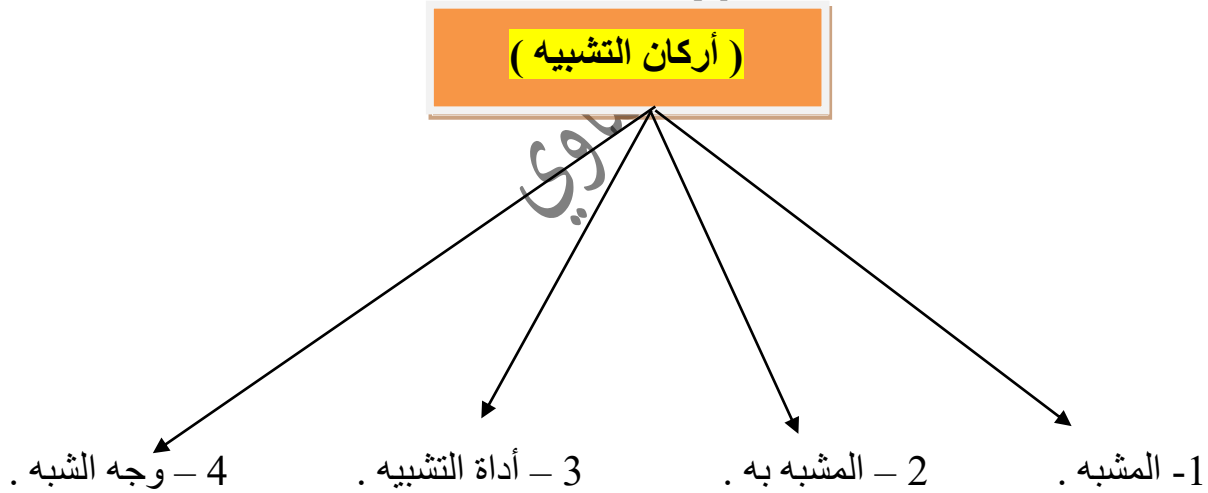 ( أركان التشبيه )
1- المشبه . 2 – المشبه به . 3 – أداة التشبيه . 4 – وجه الشبه .